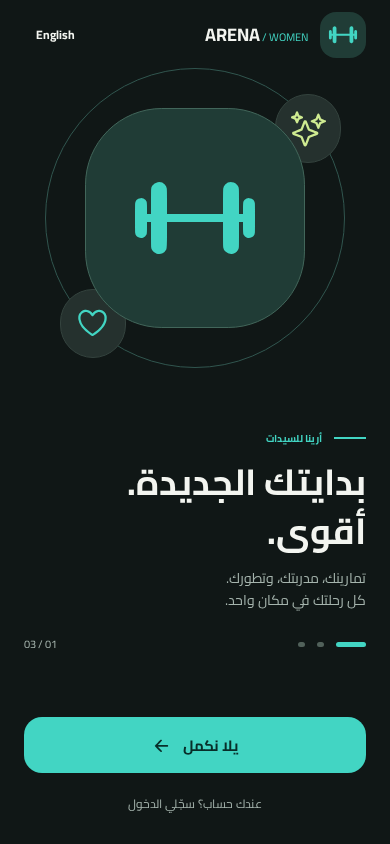 ARENA / WOMEN
English
أرينا للسيدات
بدايتك الجديدة.
أقوى.
تمارينك، مدربتك، وتطورك.
كل رحلتك في مكان واحد.
03 / 01
يلا نكمل ←
عندك حساب؟ سجّلي الدخول